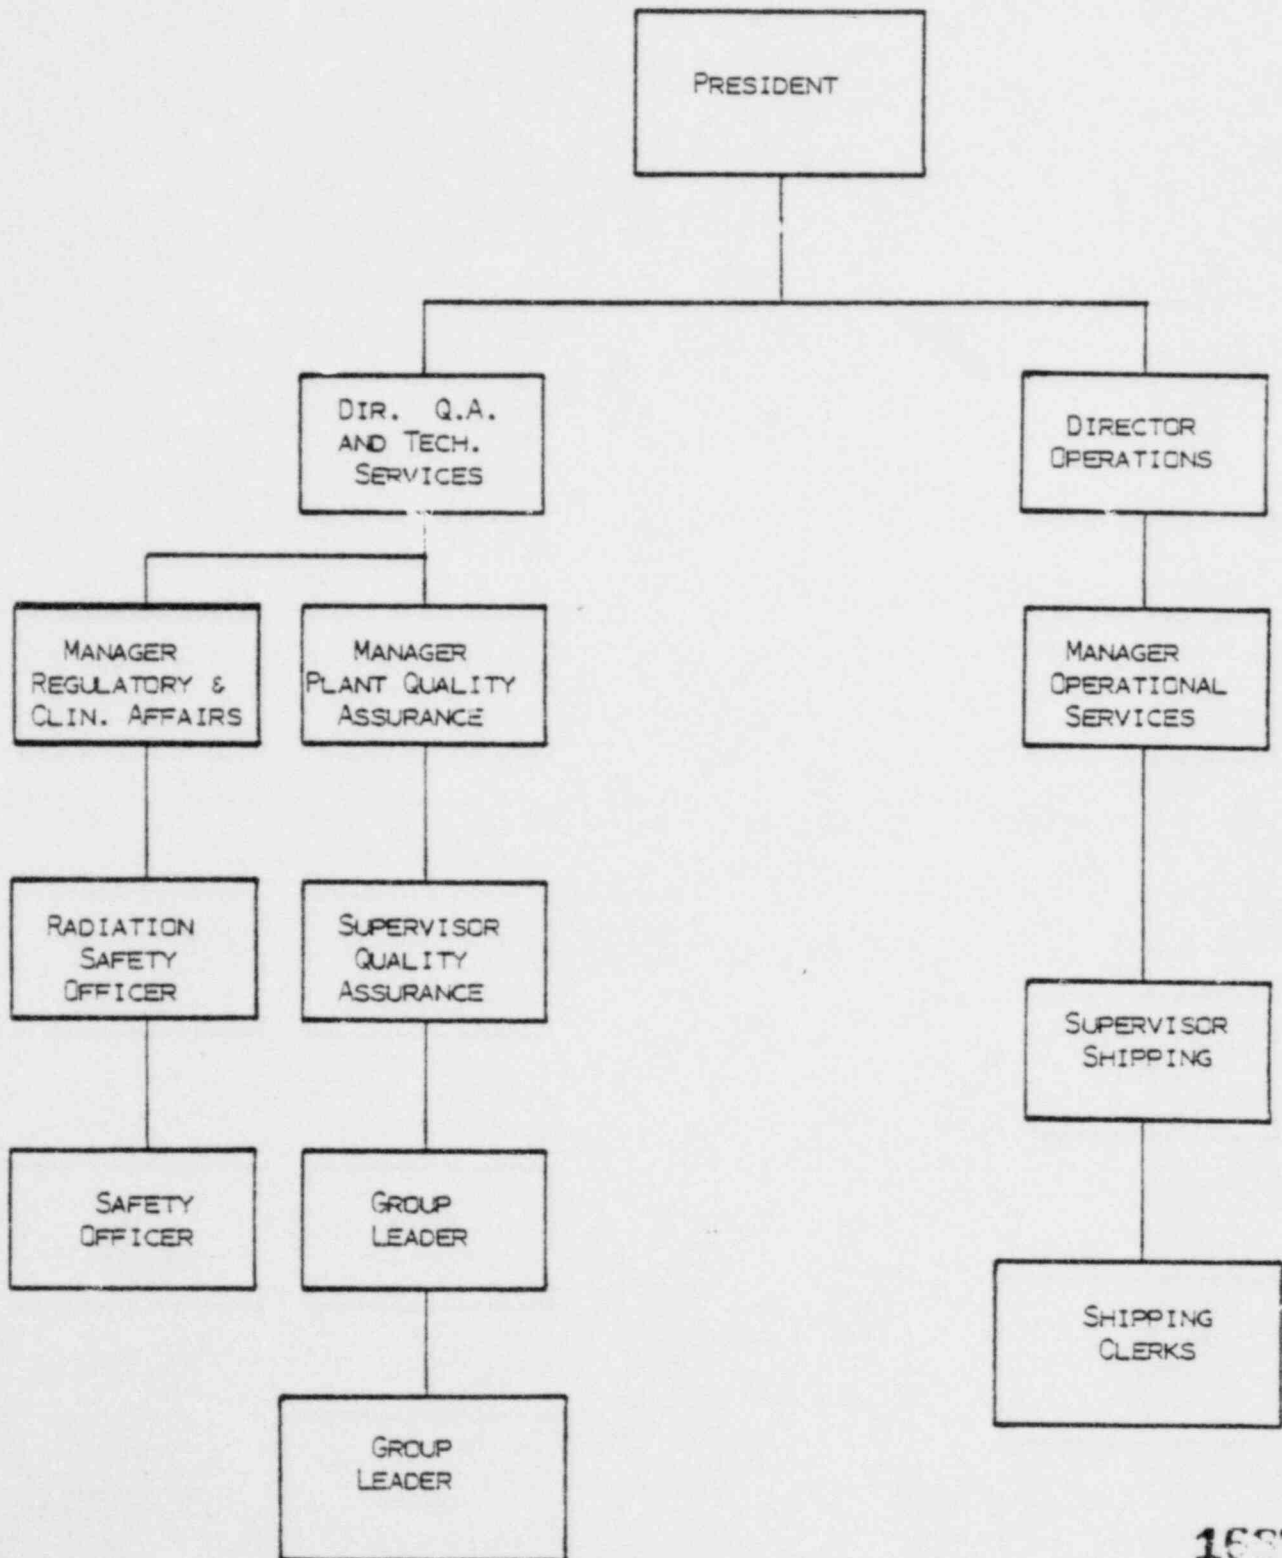 PRESIDENT
DIR. Q.A.
AND TECH.
SERVICES
DIRECTOR
OPERATIONS
MANAGER
REGULATORY &
CLIN. AFFAIRS
MANAGER
PLANT QUALITY
ASSURANCE
MANAGER
OPERATIONAL
SERVICES
RADIATION
SAFETY
OFFICER
SUPERVISOR
QUALITY
ASSURANCE
SUPERVISOR
SHIPPING
SAFETY
OFFICER
GROUP
LEADER
SHIPPING
CLERKS
GROUP
LEADER